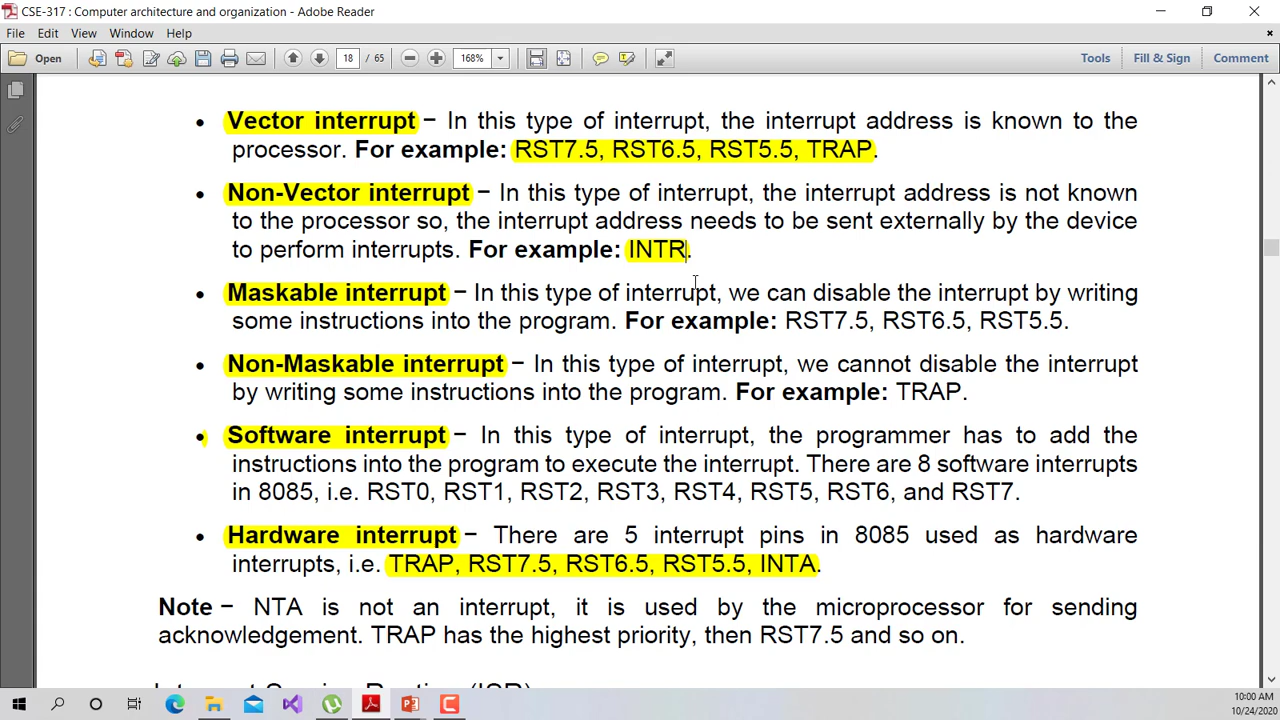 CSE-317 : Computer architecture and organization - Adobe Reader
File Edit View Window Help
Open 18 / 65 168% Tools Fill & Sign Comment
• Vector interrupt − In this type of interrupt, the interrupt address is known to the
processor. For example: RST7.5, RST6.5, RST5.5, TRAP.
• Non-Vector interrupt − In this type of interrupt, the interrupt address is not known
to the processor so, the interrupt address needs to be sent externally by the device
to perform interrupts. For example: INTR.
• Maskable interrupt − In this type of interrupt, we can disable the interrupt by writing
some instructions into the program. For example: RST7.5, RST6.5, RST5.5.
• Non-Maskable interrupt − In this type of interrupt, we cannot disable the interrupt
by writing some instructions into the program. For example: TRAP.
• Software interrupt − In this type of interrupt, the programmer has to add the
instructions into the program to execute the interrupt. There are 8 software interrupts
in 8085, i.e. RST0, RST1, RST2, RST3, RST4, RST5, RST6, and RST7.
• Hardware interrupt − There are 5 interrupt pins in 8085 used as hardware
interrupts, i.e. TRAP, RST7.5, RST6.5, RST5.5, INTA.
Note − NTA is not an interrupt, it is used by the microprocessor for sending
acknowledgement. TRAP has the highest priority, then RST7.5 and so on.
Interrupt Service Routine (ISR)
10:00 AM
10/24/2020